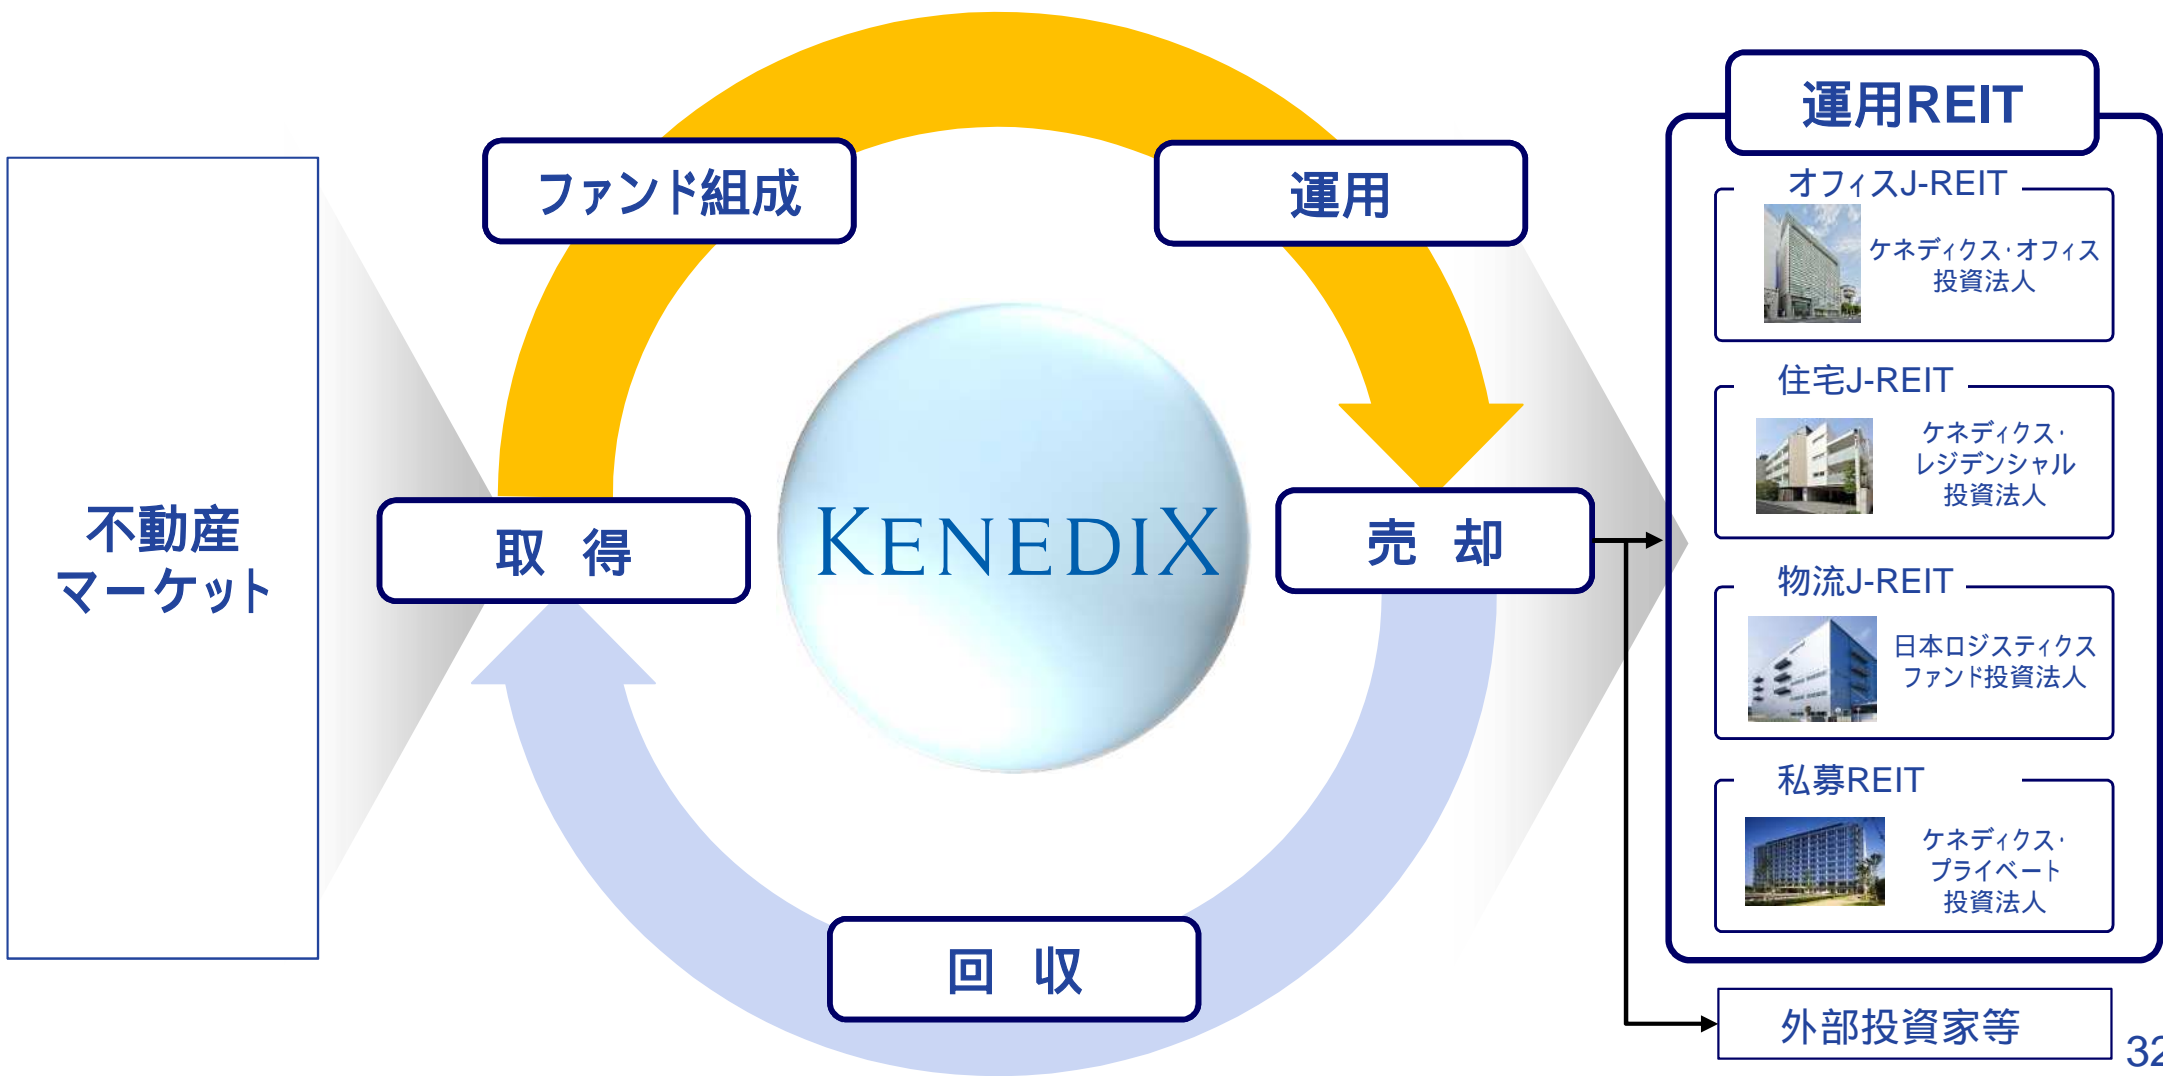 不動産
マーケット
ファンド組成
運用
取 得
KENEDIX
売 却
回 収
運用REIT
オフィスJ-REIT
ケネディクス・オフィス
投資法人
住宅J-REIT
ケネディクス・
レジデンシャル
投資法人
物流J-REIT
日本ロジスティクス
ファンド投資法人
私募REIT
ケネディクス・
プライベート
投資法人
外部投資家等
32